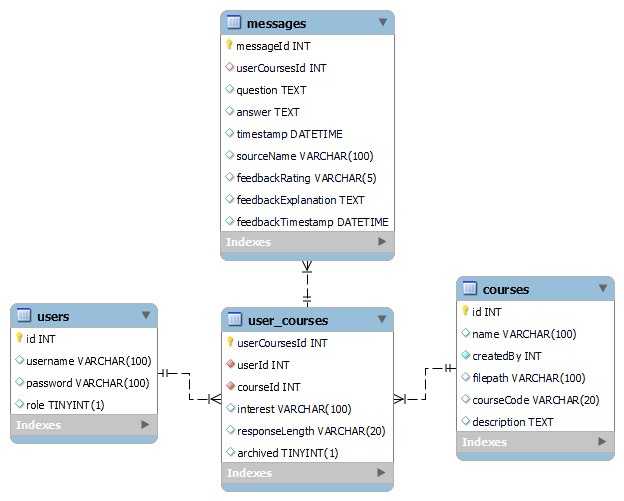 messages
messageId INT
userCoursesId INT
question TEXT
answer TEXT
timestamp DATETIME
sourceName VARCHAR(100)
feedbackRating VARCHAR(5)
feedbackExplanation TEXT
feedbackTimestamp DATETIME
Indexes
users
id INT
username VARCHAR(100)
password VARCHAR(100)
role TINYINT(1)
Indexes
user_courses
userCoursesId INT
userId INT
courseId INT
interest VARCHAR(100)
responseLength VARCHAR(20)
archived TINYINT(1)
Indexes
courses
id INT
name VARCHAR(100)
createdBy INT
filepath VARCHAR(100)
courseCode VARCHAR(20)
description TEXT
Indexes